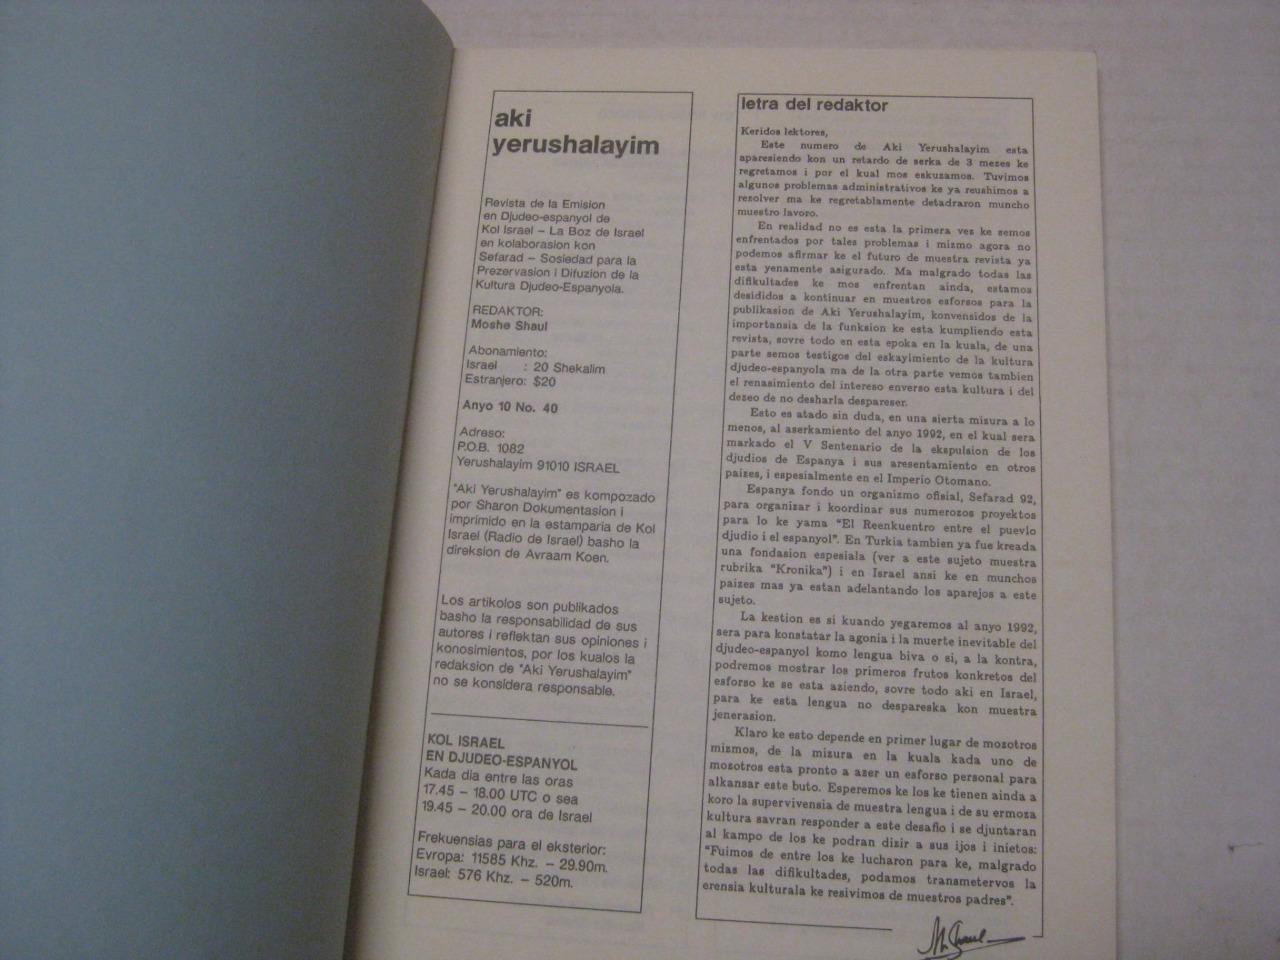 aki
yerushalayim
Revista de la Emision
en Djudeo-espanyol de
Kol Israel – La Boz de Israel
en kolaborasion kon
Sefarad – Sosiedad para la
Prezervasion i Difuzion de la
Kultura Djudeo-Espanyola.
REDAKTOR:
Moshe Shaul
Abonamiento:
Israel : 20 Shekalim
Estranjero: $20
Anyo 10 No. 40
Adreso:
P.O.B. 1082
Yerushalayim 91010 ISRAEL
"Aki Yerushalayim" es kompozado
por Sharon Dokumentasion i
imprimido en la estamparia de Kol
Israel (Radio de Israel) basho la
direksion de Avraam Koen.
Los artikolos son publikados
basho la responsabilidad de sus
autores i reflektan sus opiniones i
konosimientos, por los kualos la
redaksion de "Aki Yerushalayim"
no se konsidera responsable.
KOL ISRAEL
EN DJUDEO-ESPANYOL
Kada dia entre las oras
17.45 – 18.00 UTC o sea
19.45 – 20.00 ora de Israel
Frekuensias para el eksterior:
Evropa: 11585 Khz. – 29.90m.
Israel: 576 Khz. – 520m.
letra del redaktor
Keridos lektores,
Este numero de Aki Yerushalayim esta
aparesiendo kon un retardo de serka de 3 mezes ke
regretamos i por el kual mos eskuzamos. Tuvimos
algunos problemas administrativos ke ya reushimos a
rezolver ma ke regretablamente detadraron muncho
muestro lavoro.
En realidad no es esta la primera vez ke semos
enfrentados por tales problemas i mizmo agora no
podemos afirmar ke el futuro de muestra revista ya
esta yenamente asigurado. Ma malgrado todas las
difikultades ke mos enfrentan ainda, estamos
desididos a kontinuar en muestros esforsos para la
publikasion de Aki Yerushalayim, konvensidos de la
importansia de la funksion ke esta kumpliendo esta
revista, sovre todo en esta epoka en la kuala, de una
parte semos testigos del eskayimiento de la kultura
djudeo-espanyola ma de la otra parte vemos tambien
el renasimiento del intereso enverso esta kultura i del
dezeo de no desharla despareser.
Esto es atado sin duda, en una sierta mizura a lo
menos, al aserkamiento del anyo 1992, en el kual sera
markado el V Sentenario de la ekspulsion de los
djudios de Espanya i sus aresentamiento en otros
paizes, i espesialmente en el Imperio Otomano.
Espanya fondo un organizmo ofisial, Sefarad 92,
para organizar i koordinar sus numerozos proyektos
para lo ke yama "El Reenkuentro entre el puevlo
djudio i el espanyol". En Turkia tambien ya fue kreada
una fondasion espesiala (ver a este sujeto muestra
rubrika "Kronika") i en Israel ansi ke en munchos
paizes mas ya estan adelantando los aparejos a este
sujeto.
La kestion es si kuando yegaremos al anyo 1992,
sera para konstatar la agonia i la muerte inevitable del
djudeo-espanyol komo lengua biva o si, a la kontra,
podremos mostrar los primeros frutos konkretos del
esforso ke se esta aziendo, sovre todo aki en Israel,
para ke esta lengua no despareska kon muestra
jenerasion.
Klaro ke esto depende en primer lugar de mozotros
mizmos, de la mizura en la kuala kada uno de
mozotros esta pronto a azer un esforso personal para
alkansar este buto. Esperemos ke los ke tienen ainda a
koro la supervivensia de muestra lengua i de su ermoza
kultura savran responder a este desafio i se djuntaran
al kampo de los ke podran dizir a sus ijos i inietos:
"Fuimos de entre los ke lucharon para ke, malgrado
todas las difikultades, podamos transmetervos la
erensia kulturala ke resivimos de muestros padres".
M. Shaul